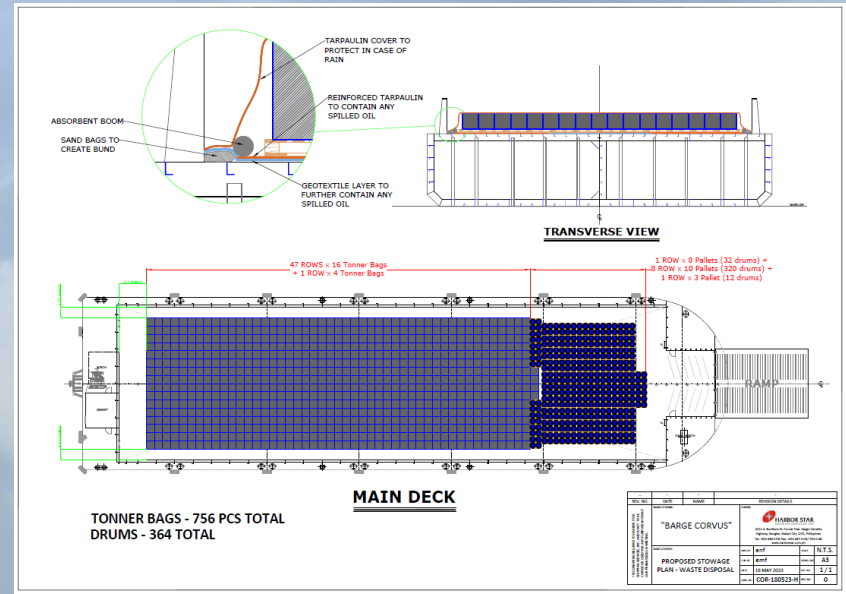 TARPAULIN COVER TO
PROTECT IN CASE OF
RAIN
REINFORCED TARPAULIN
TO CONTAIN ANY
SPILLED OIL
ABSORBENT BOOM
SAND BAGS TO
CREATE BUND
GEOTEXTILE LAYER TO
FURTHER CONTAIN ANY
SPILLED OIL
TRANSVERSE VIEW
47 ROWS x 16 Tonner Bags
+ 1 ROW x 4 Tonner Bags
1 ROW x 8 Pallets (32 drums) +
8 ROW x 10 Pallets (320 drums) +
1 ROW x 3 Pallet (12 drums)
RAMP
MAIN DECK
TONNER BAGS - 756 PCS TOTAL
DRUMS - 364 TOTAL
REV. NO. DATE NAME REVISION DETAILS
"BARGE CORVUS"
HARBOR STAR
PROPOSED STOWAGE
PLAN - WASTE DISPOSAL
enf
N.T.S.
emf
A3
18 MAY 2023
1 / 1
COR-180523-H
0